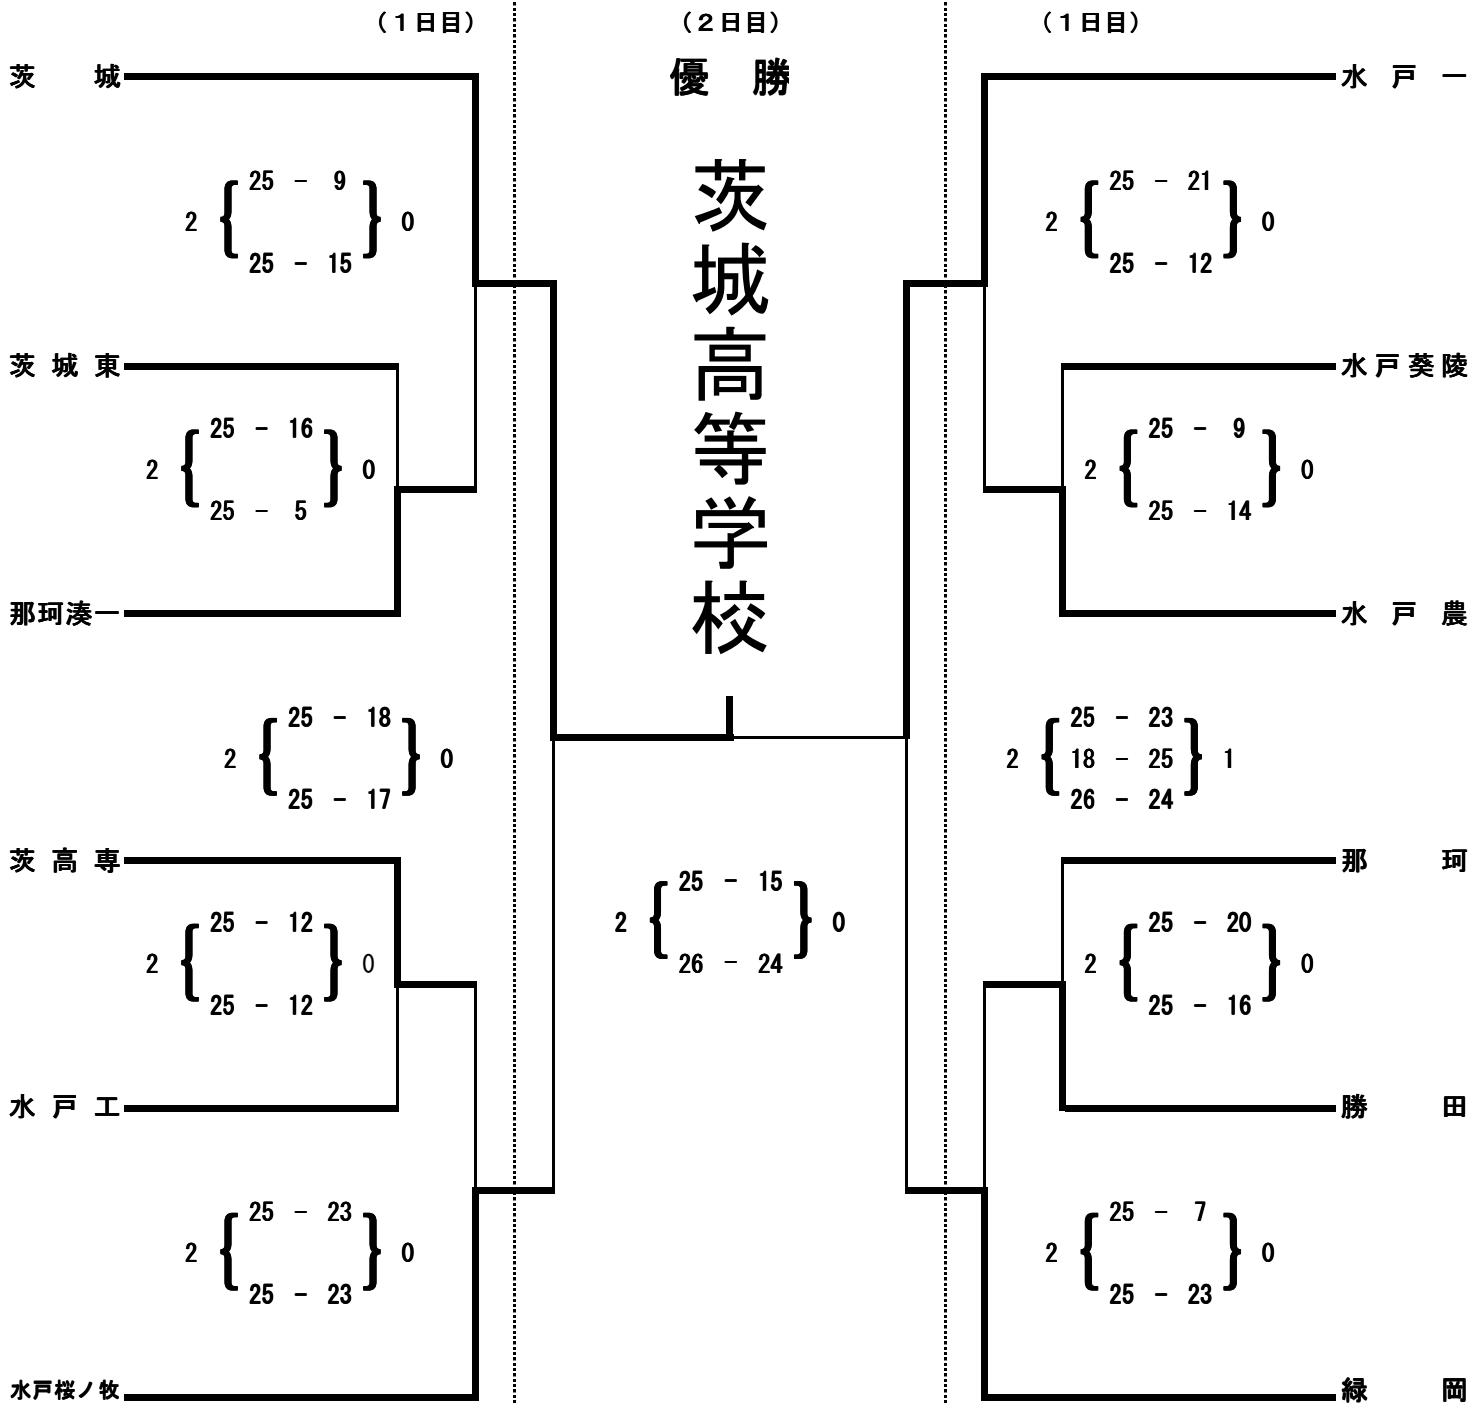 (1日目)
(2日目)
(1日目)
優勝
茨城高等学校
茨城
2 { 25 - 9 } 0
25 - 15
茨城東
2 { 25 - 16 } 0
25 - 5
那珂湊一
2 { 25 - 18 } 0
25 - 17
茨高専
2 { 25 - 12 } 0
25 - 12
水戸工
2 { 25 - 23 } 0
25 - 23
水戸桜ノ牧
2 { 25 - 15 } 0
26 - 24
水戸一
2 { 25 - 21 } 0
25 - 12
水戸葵陵
2 { 25 - 9 } 0
25 - 14
水戸農
25 - 23
2 { 18 - 25 } 1
26 - 24
那珂
2 { 25 - 20 } 0
25 - 16
勝田
2 { 25 - 7 } 0
25 - 23
緑岡